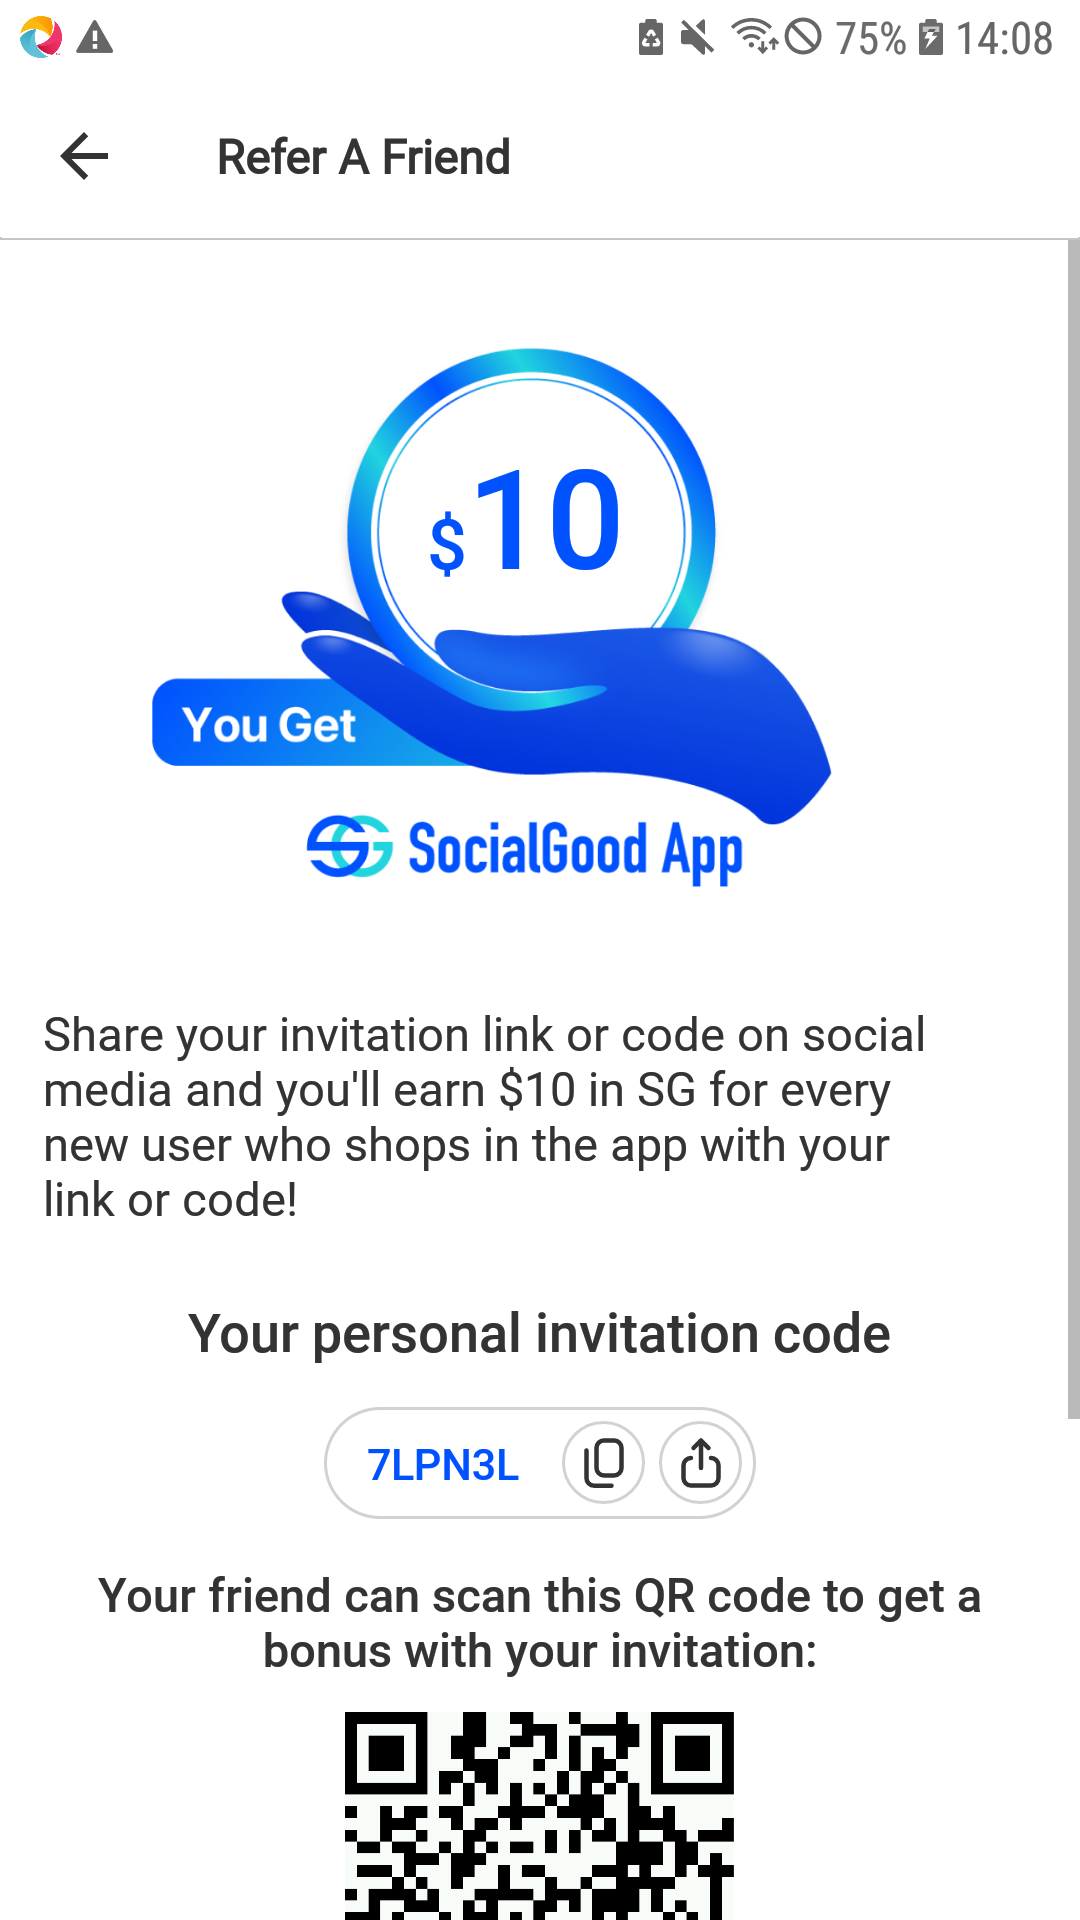 75% 14:08
Refer A Friend
$10
You Get
SG SocialGood App
Share your invitation link or code on social
media and you'll earn $10 in SG for every
new user who shops in the app with your
link or code!
Your personal invitation code
7LPN3L
Your friend can scan this QR code to get a
bonus with your invitation: